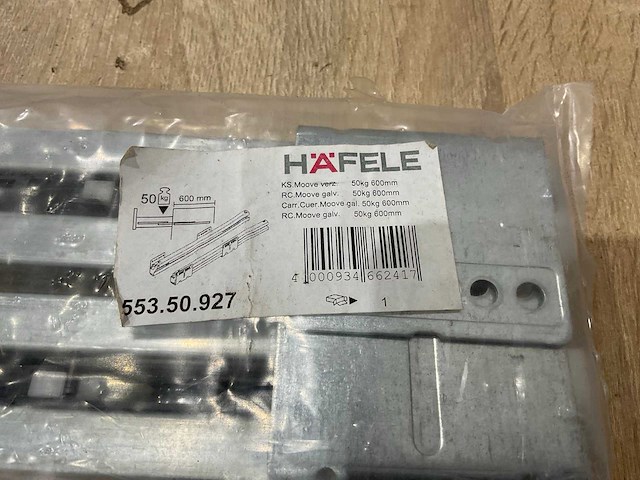 HÄFELE
KS.Moove verz. 50kg 600mm
RC.Moove galv. 50kg 600mm
Carr.Cuer.Moove gal. 50kg 600mm
RC.Moove galv. 50kg 600mm
50 kg 600 mm
4 000934 662417
553.50.927
1